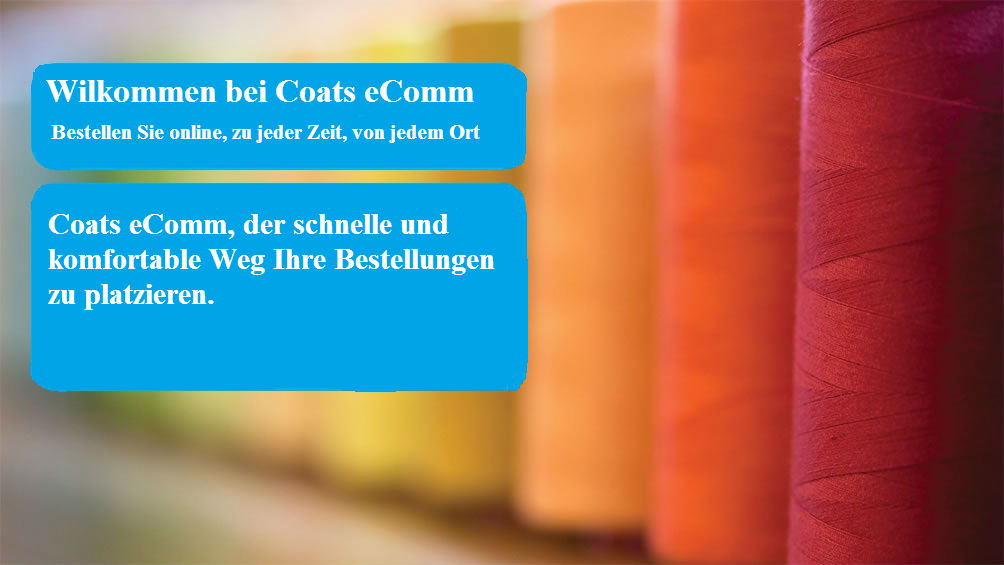 Wilkommen bei Coats eComm
Bestellen Sie online, zu jeder Zeit, von jedem Ort
Coats eComm, der schnelle und
komfortable Weg Ihre Bestellungen
zu platzieren.